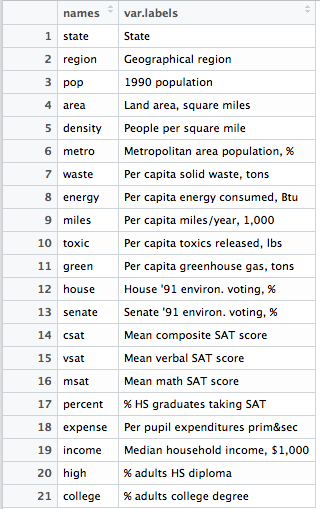 names var.labels
1 state State
2 region Geographical region
3 pop 1990 population
4 area Land area, square miles
5 density People per square mile
6 metro Metropolitan area population, %
7 waste Per capita solid waste, tons
8 energy Per capita energy consumed, Btu
9 miles Per capita miles/year, 1,000
10 toxic Per capita toxics released, lbs
11 green Per capita greenhouse gas, tons
12 house House '91 environ. voting, %
13 senate Senate '91 environ. voting, %
14 csat Mean composite SAT score
15 vsat Mean verbal SAT score
16 msat Mean math SAT score
17 percent % HS graduates taking SAT
18 expense Per pupil expenditures prim&sec
19 income Median household income, $1,000
20 high % adults HS diploma
21 college % adults college degree